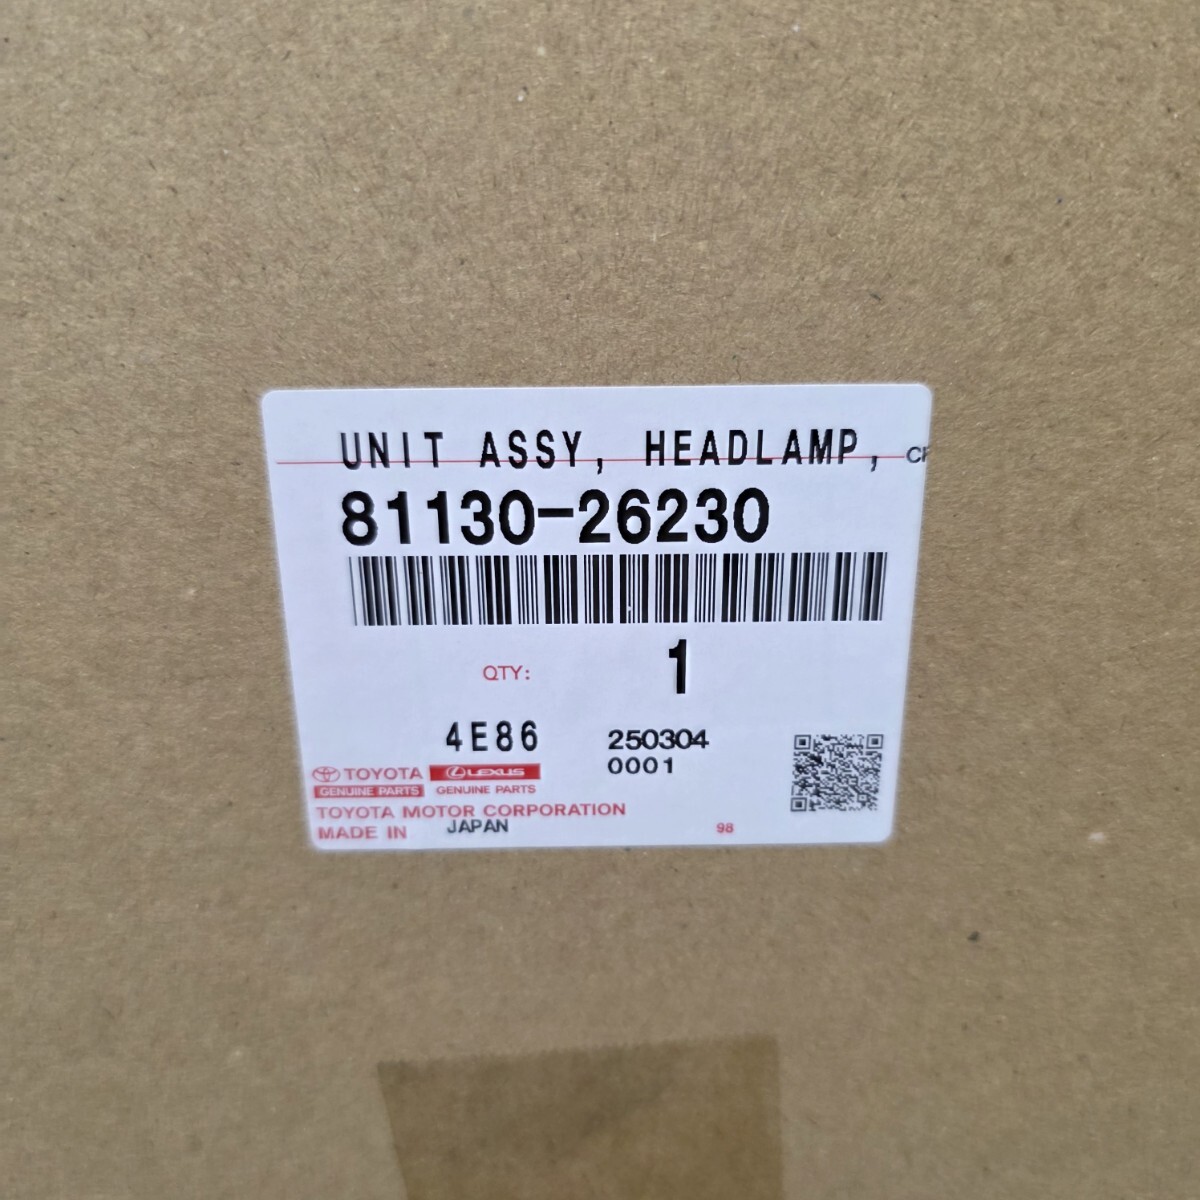 UNIT ASSY, HEADLAMP,
81130-26230
QTY: 1
4E86 250304
0001
TOYOTA LEXUS
GENUINE PARTS GENUINE PARTS
TOYOTA MOTOR CORPORATION
MADE IN JAPAN 98